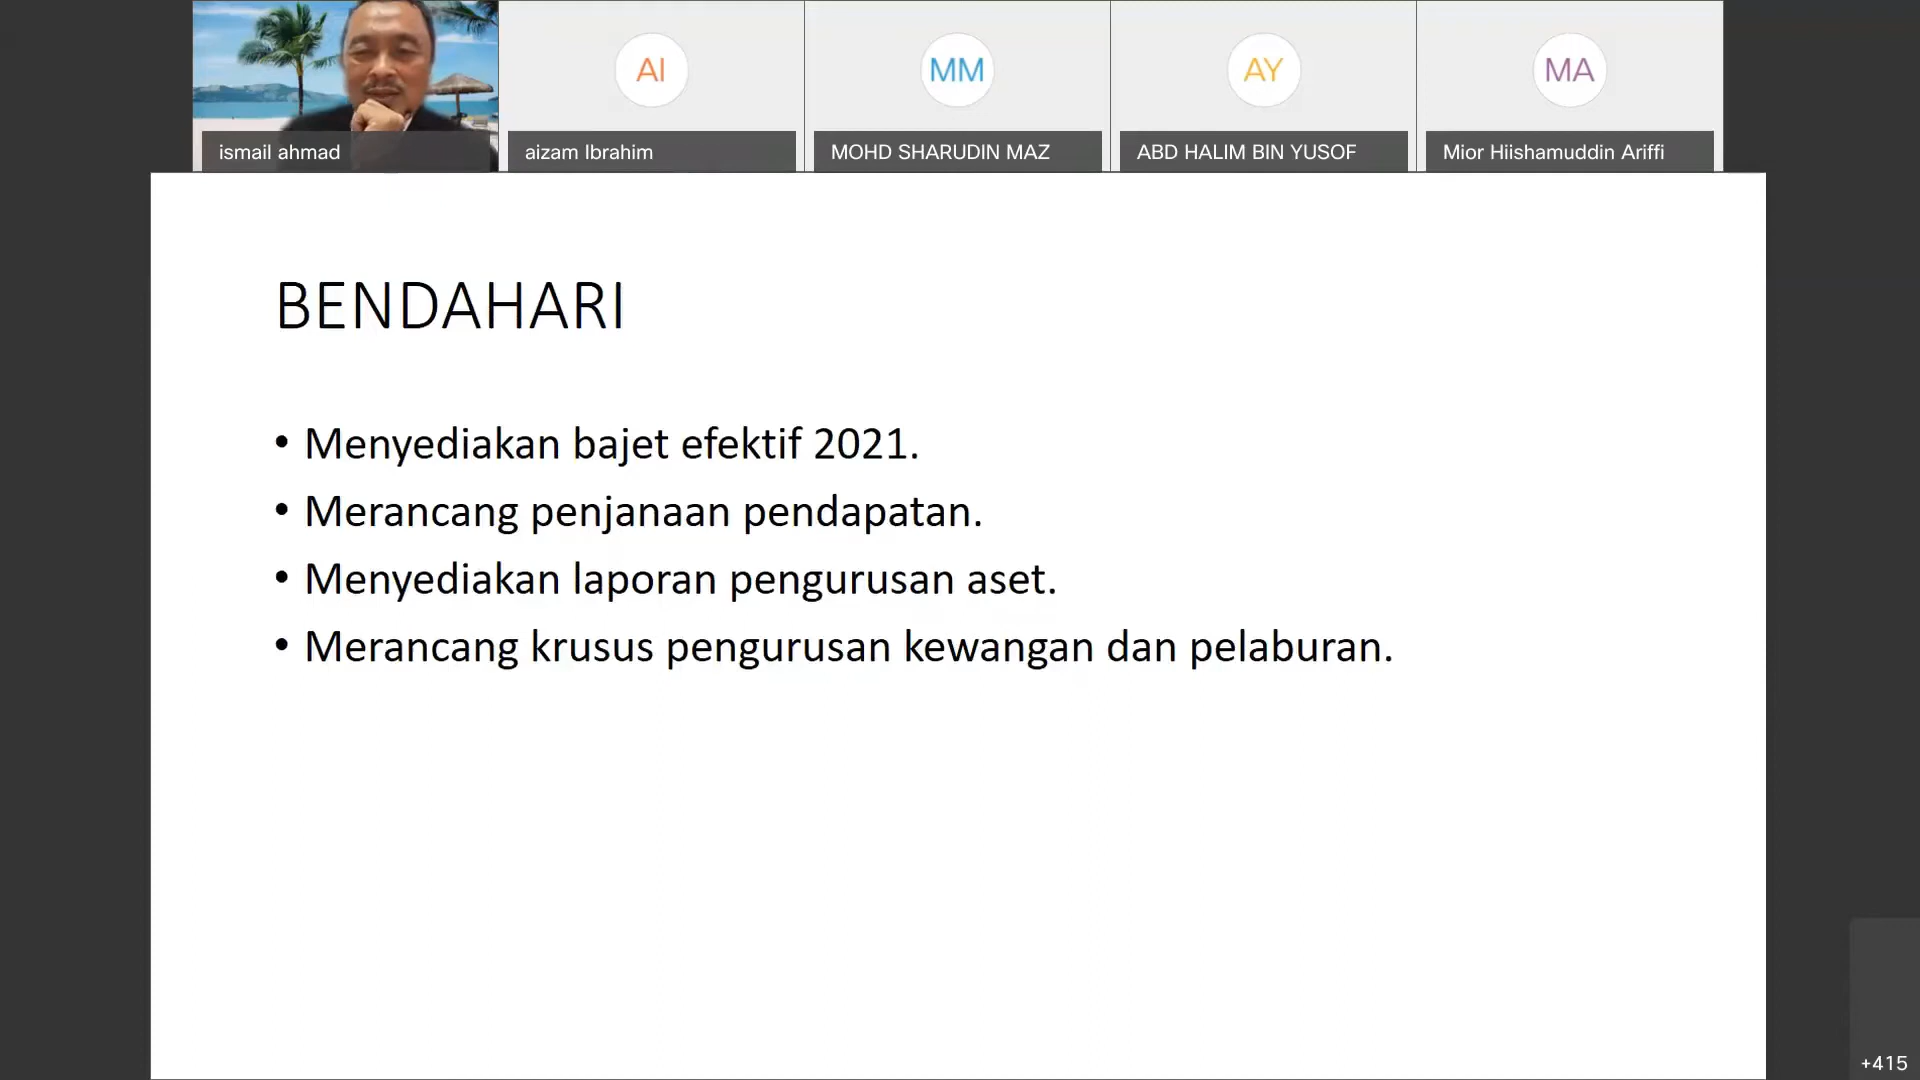 AI
MM
AY
MA
ismail ahmad
aizam Ibrahim
MOHD SHARUDIN MAZ
ABD HALIM BIN YUSOF
Mior Hiishamuddin Ariffi
BENDAHARI
• Menyediakan bajet efektif 2021.
• Merancang penjanaan pendapatan.
• Menyediakan laporan pengurusan aset.
• Merancang krusus pengurusan kewangan dan pelaburan.
+415